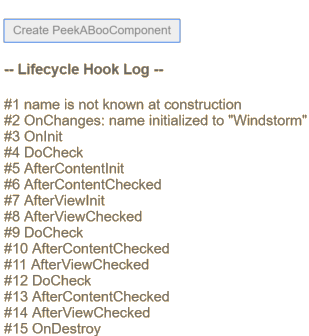 Create PeekABooComponent
-- Lifecycle Hook Log --
#1 name is not known at construction
#2 OnChanges: name initialized to "Windstorm"
#3 OnInit
#4 DoCheck
#5 AfterContentInit
#6 AfterContentChecked
#7 AfterViewInit
#8 AfterViewChecked
#9 DoCheck
#10 AfterContentChecked
#11 AfterViewChecked
#12 DoCheck
#13 AfterContentChecked
#14 AfterViewChecked
#15 OnDestroy